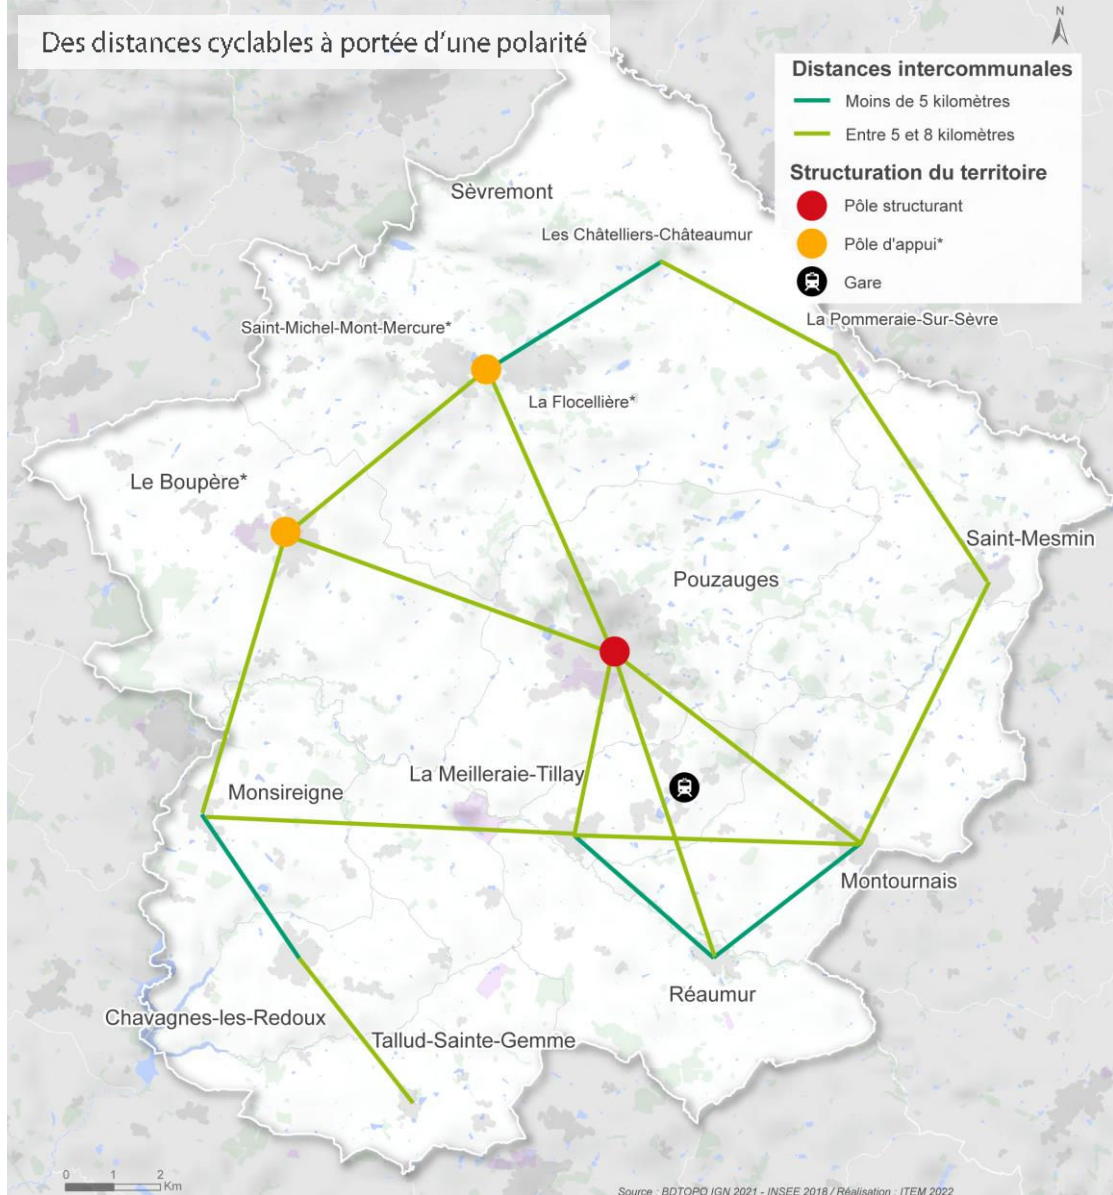 N
Des distances cyclables à portée d'une polarité
Distances intercommunales
Moins de 5 kilomètres
Entre 5 et 8 kilomètres
Structuration du territoire
Pôle structurant
Pôle d'appui*
Gare
Sèvremont
Les Châtelliers-Châteaumur
La Pommeraie-Sur-Sèvre
Saint-Michel-Mont-Mercure*
La Flocellière*
Le Boupère*
Saint-Mesmin
Pouzauges
La Meilleraie-Tillay
Monsireigne
Montournais
Réaumur
Chavagnes-les-Redoux
Tallud-Sainte-Gemme
0 1 2
Km
Source : BDTOPO IGN 2021 - INSEE 2018 / Réalisation : ITEM 2022